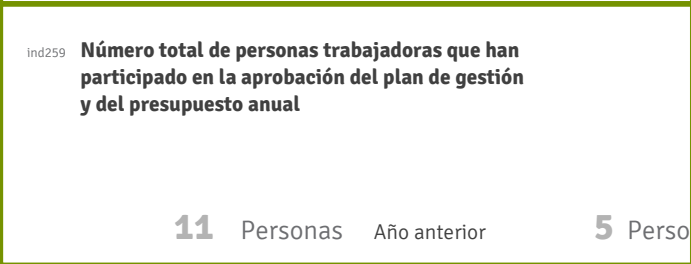 ind259 Número total de personas trabajadoras que han
participado en la aprobación del plan de gestión
y del presupuesto anual
11 Personas Año anterior 5 Perso